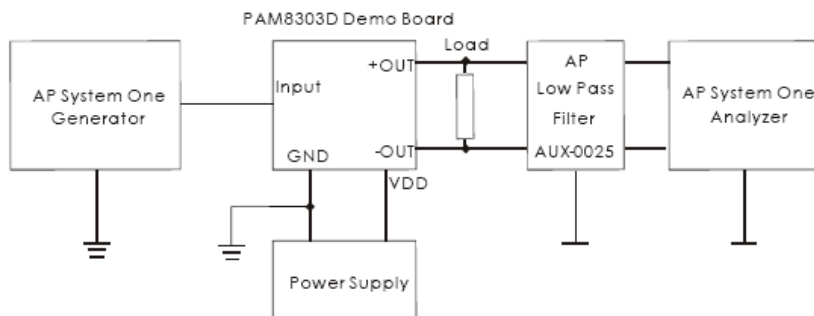 PAM8303D Demo Board
AP System One
Generator
Input
+OUT
-OUT
GND
VDD
Load
AP
Low Pass
Filter
AUX-0025
AP System One
Analyzer
Power Supply